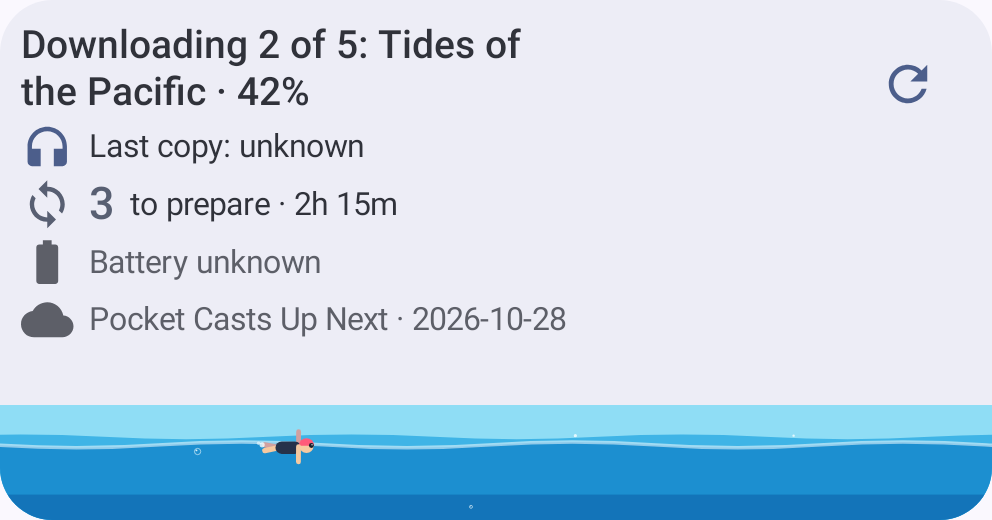 Downloading 2 of 5: Tides of
the Pacific · 42%
Last copy: unknown
3 to prepare · 2h 15m
Battery unknown
Pocket Casts Up Next · 2026-10-28